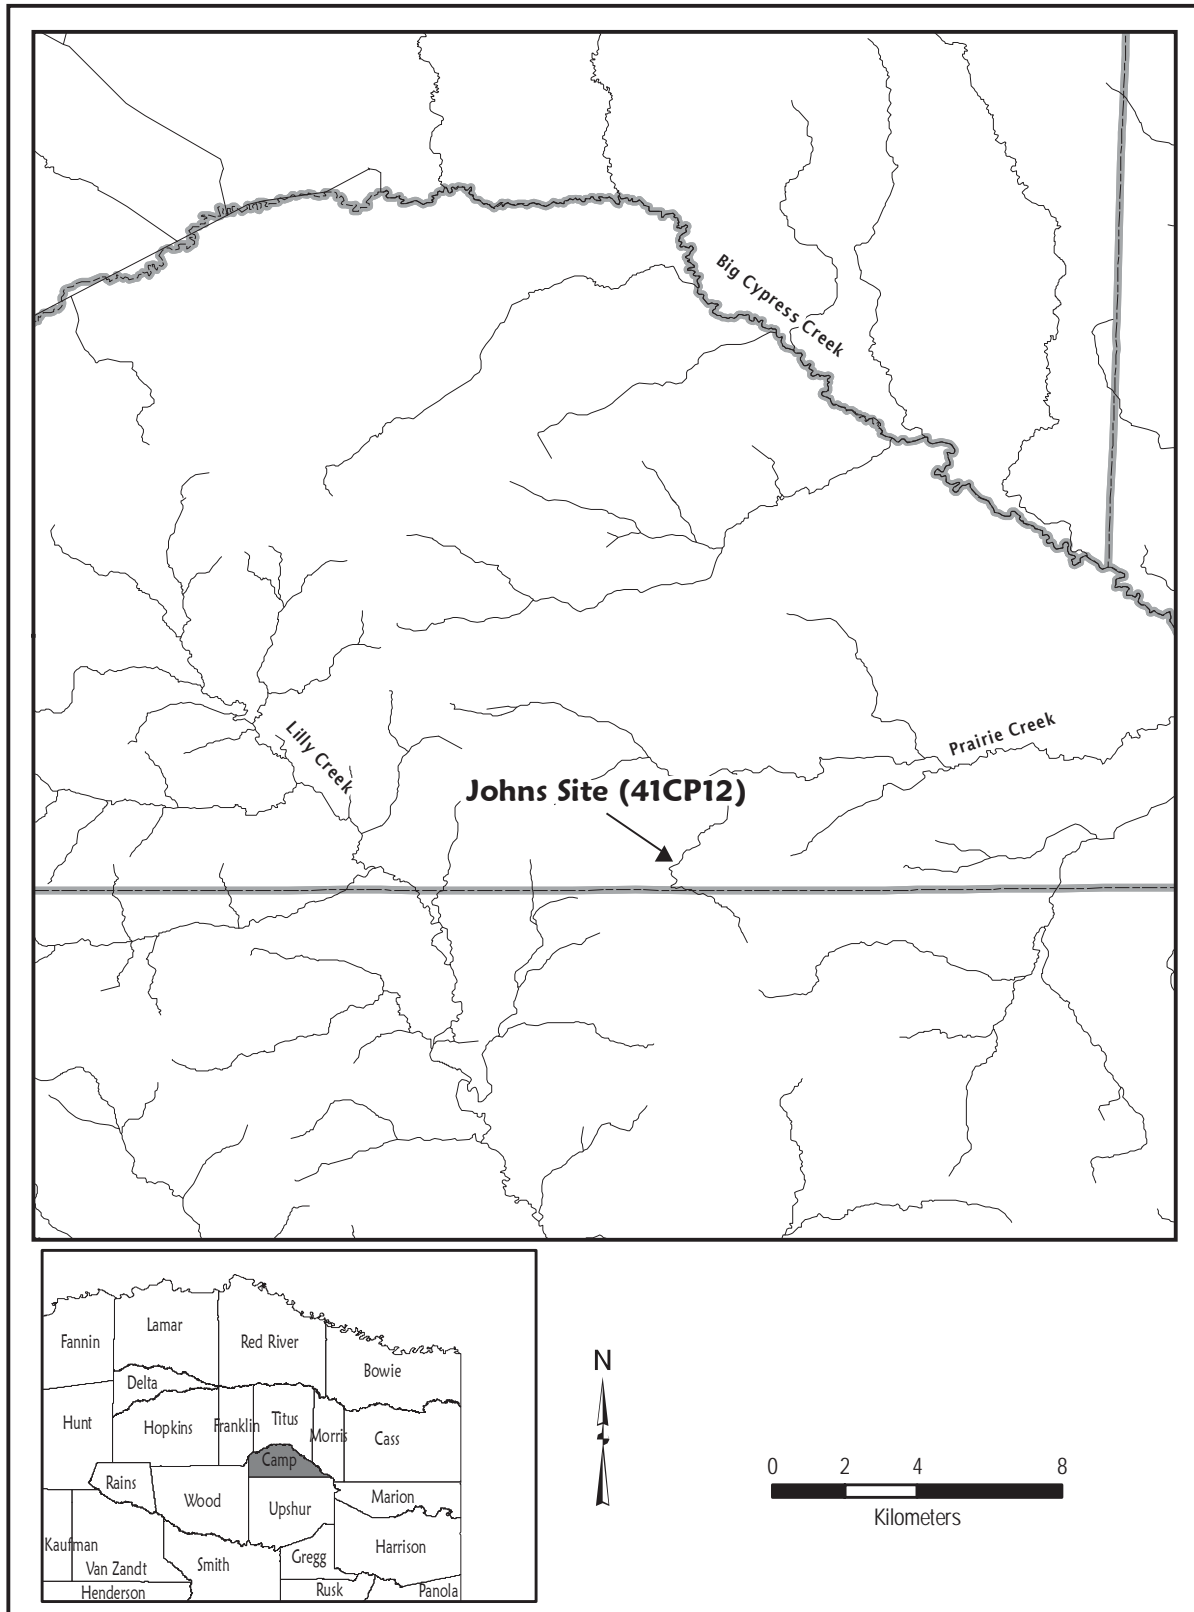 Big Cypress Creek
Prairie Creek
Lilly Creek
Johns Site (41CP12)
Fannin
Lamar
Red River
Bowie
Delta
Hunt
Hopkins
Franklin
Titus
Morris
Cass
Camp
Rains
Wood
Upshur
Marion
Kaufman
Van Zandt
Smith
Gregg
Harrison
Henderson
Rusk
Panola
N
0 2 4 8
Kilometers